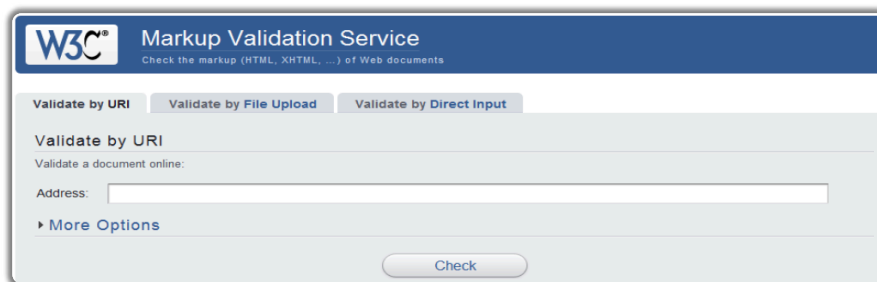 W3C® Markup Validation Service
Check the markup (HTML, XHTML, ...) of Web documents
Validate by URI Validate by File Upload Validate by Direct Input
Validate by URI
Validate a document online:
Address:
More Options
Check